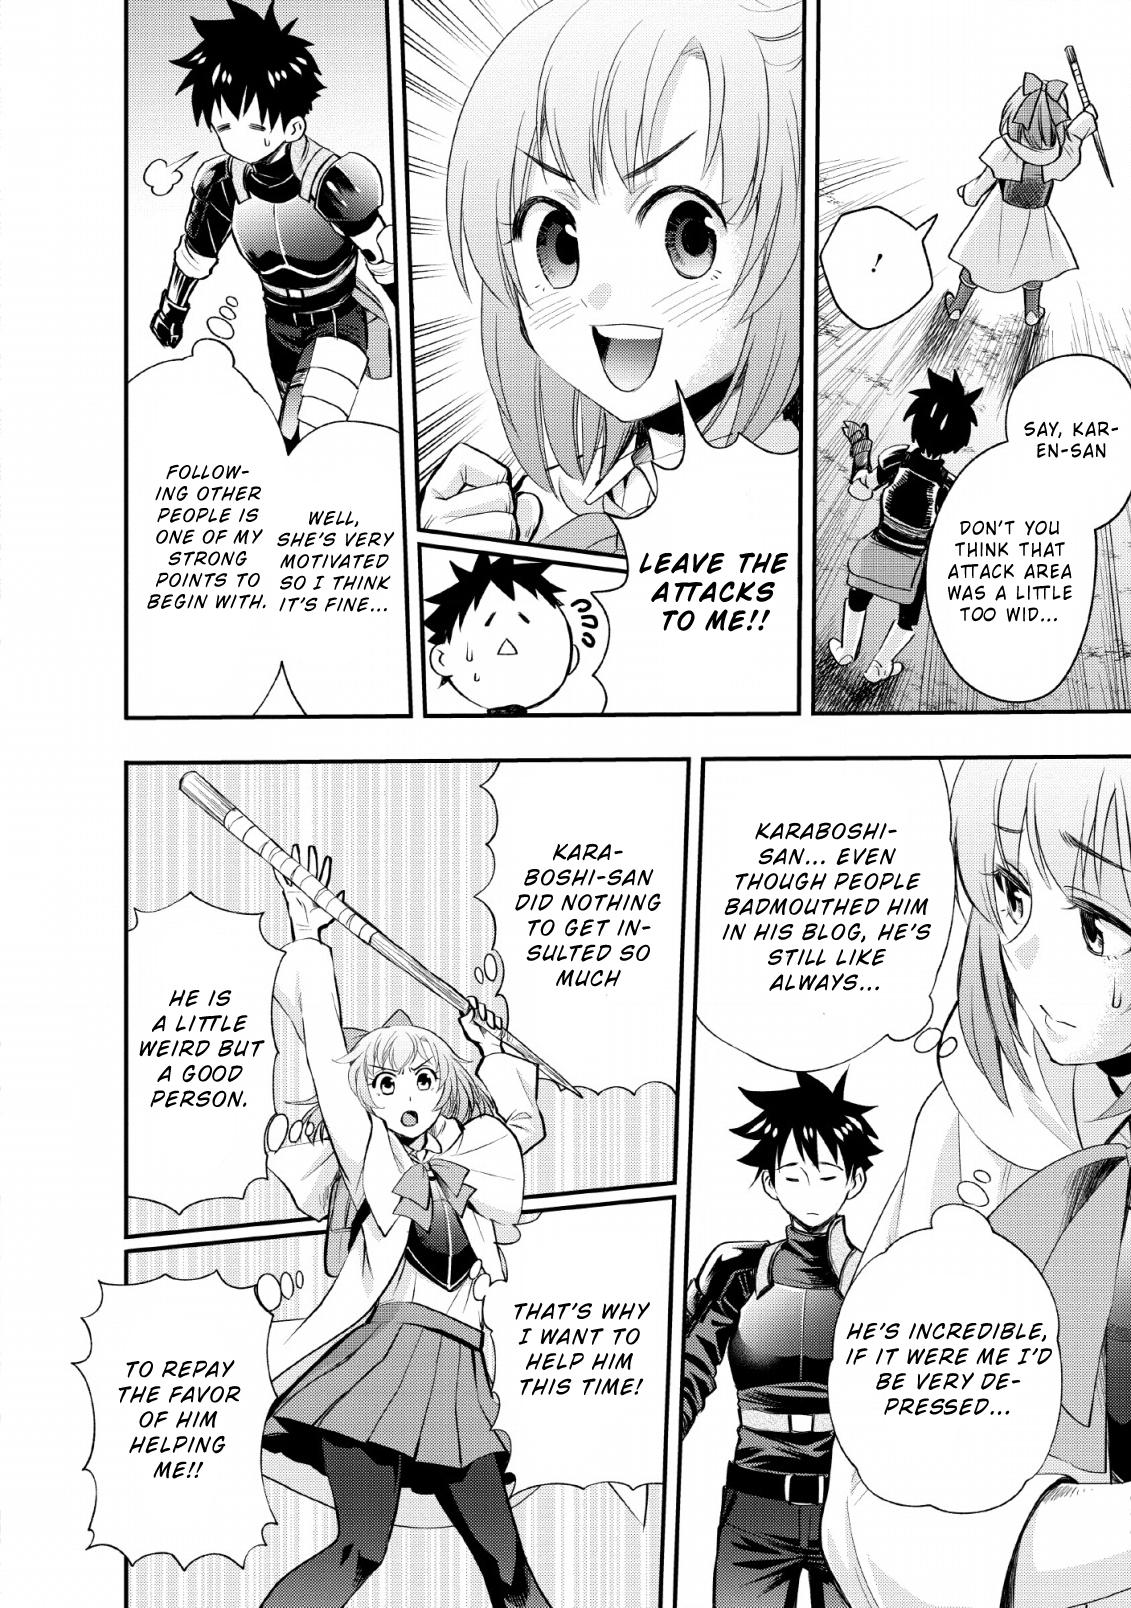 SAY, KAR-
EN-SAN
DON'T YOU
THINK THAT
ATTACK AREA
WAS A LITTLE
TOO WID...
!
LEAVE THE
ATTACKS
TO ME!!
WELL,
SHE'S VERY
MOTIVATED
SO I THINK
IT'S FINE...
FOLLOW-
ING OTHER
PEOPLE IS
ONE OF MY
STRONG
POINTS TO
BEGIN WITH.
KARABOSHI-
SAN... EVEN
THOUGH PEOPLE
BADMOUTHED HIM
IN HIS BLOG, HE'S
STILL LIKE
ALWAYS...
HE'S INCREDIBLE,
IF IT WERE ME I'D
BE VERY DE-
PRESSED...
KARA-
BOSHI-SAN
DID NOTHING
TO GET IN-
SULTED SO
MUCH
HE IS
A LITTLE
WEIRD BUT
A GOOD
PERSON.
THAT'S WHY
I WANT TO
HELP HIM
THIS TIME!
TO REPAY
THE FAVOR
OF HIM
HELPING
ME!!